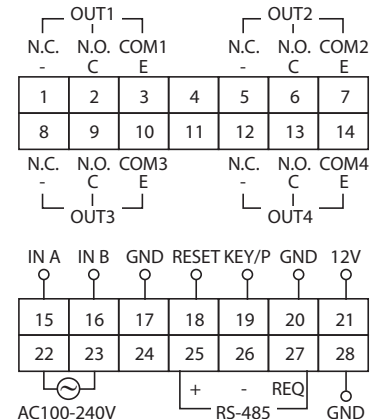 OUT1 OUT2
N.C. N.O. COM1 N.C. N.O. COM2
- C E - C E
1 2 3 4 5 6 7
8 9 10 11 12 13 14
N.C. N.O. COM3 N.C. N.O. COM4
- C E - C E
OUT3 OUT4
IN A IN B GND RESET KEY/P GND 12V
15 16 17 18 19 20 21
22 23 24 25 26 27 28
+ - REQ
AC100-240V RS-485 GND